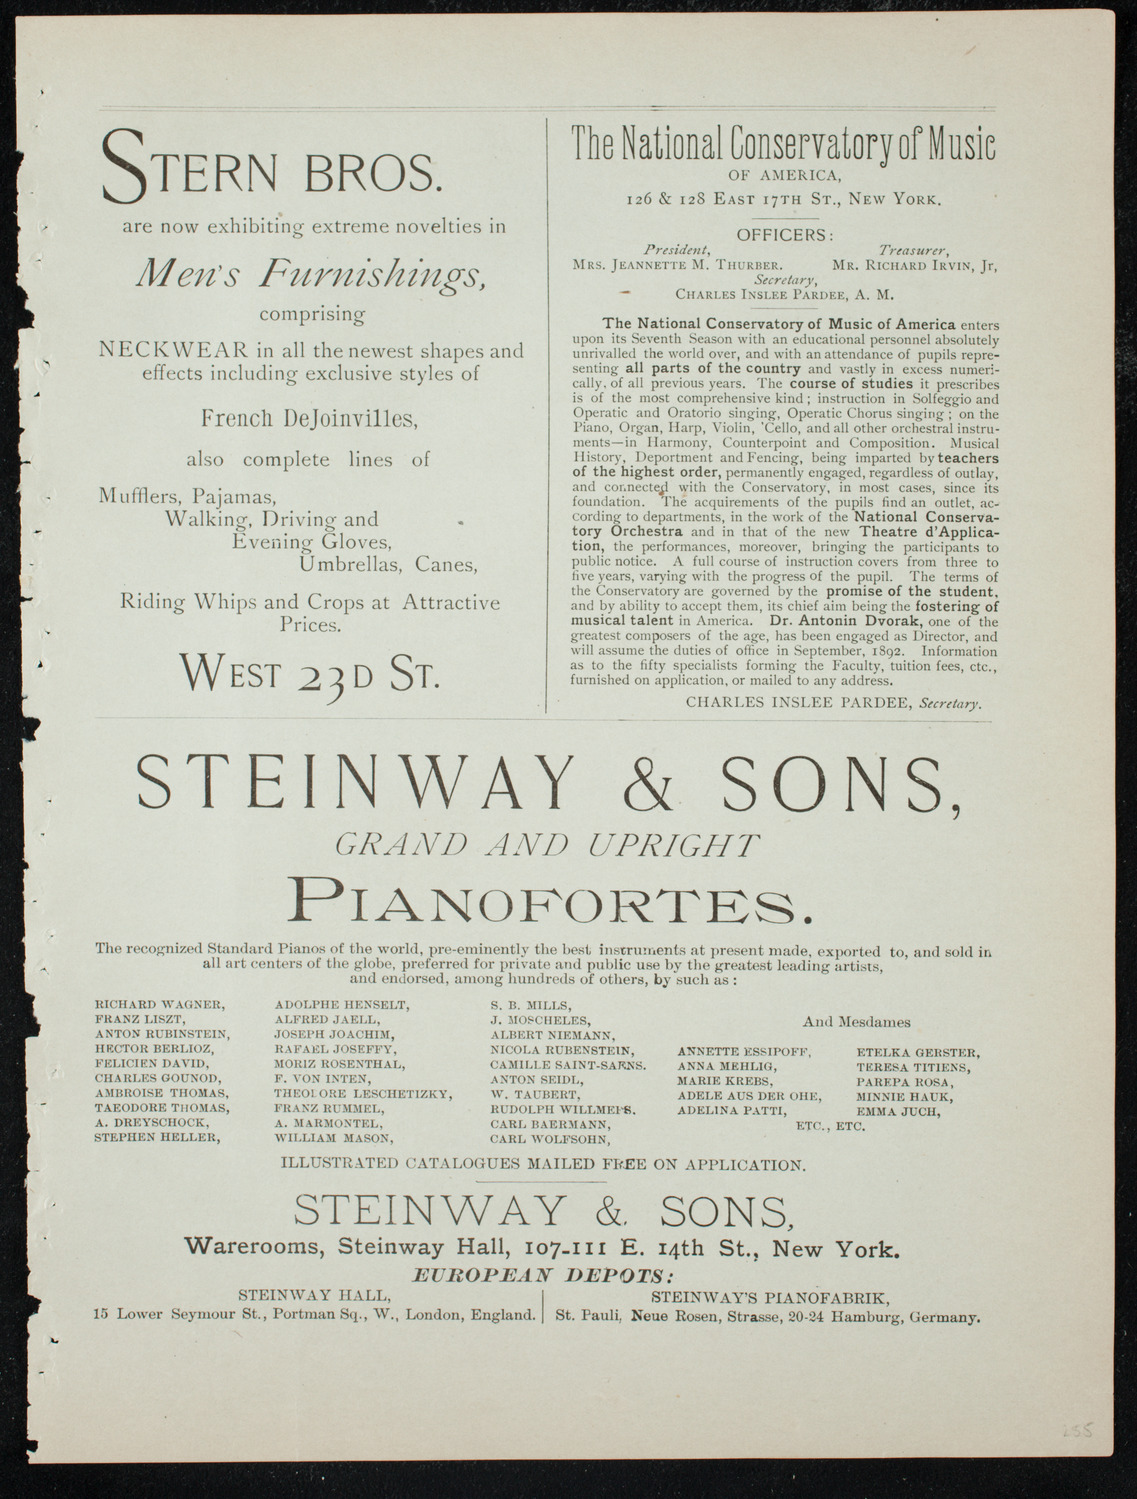 STERN BROS.
are now exhibiting extreme novelties in
Men's Furnishings,
comprising
NECKWEAR in all the newest shapes and
effects including exclusive styles of
French DeJoinvilles,
also complete lines of
Mufflers, Pajamas,
Walking, Driving and
Evening Gloves,
Umbrellas, Canes,
Riding Whips and Crops at Attractive
Prices.
WEST 23D ST.
The National Conservatory of Music
OF AMERICA,
126 & 128 EAST 17TH ST., NEW YORK.
OFFICERS:
President, Treasurer,
MRS. JEANNETTE M. THURBER. MR. RICHARD IRVIN, Jr,
Secretary,
CHARLES INSLEE PARDEE, A. M.
The National Conservatory of Music of America enters
upon its Seventh Season with an educational personnel absolutely
unrivalled the world over, and with an attendance of pupils repre-
senting all parts of the country and vastly in excess numeri-
cally, of all previous years. The course of studies it prescribes
is of the most comprehensive kind; instruction in Solfeggio and
Operatic and Oratorio singing, Operatic Chorus singing; on the
Piano, Organ, Harp, Violin, 'Cello, and all other orchestral instru-
ments—in Harmony, Counterpoint and Composition. Musical
History, Deportment and Fencing, being imparted by teachers
of the highest order, permanently engaged, regardless of outlay,
and connected with the Conservatory, in most cases, since its
foundation. The acquirements of the pupils find an outlet, ac-
cording to departments, in the work of the National Conserva-
tory Orchestra and in that of the new Theatre d'Applica-
tion, the performances, moreover, bringing the participants to
public notice. A full course of instruction covers from three to
five years, varying with the progress of the pupil. The terms of
the Conservatory are governed by the promise of the student,
and by ability to accept them, its chief aim being the fostering of
musical talent in America. Dr. Antonin Dvorak, one of the
greatest composers of the age, has been engaged as Director, and
will assume the duties of office in September, 1892. Information
as to the fifty specialists forming the Faculty, tuition fees, etc.,
furnished on application, or mailed to any address.
CHARLES INSLEE PARDEE, Secretary.
STEINWAY & SONS,
GRAND AND UPRIGHT
PIANOFORTES.
The recognized Standard Pianos of the world, pre-eminently the best instruments at present made, exported to, and sold in
all art centers of the globe, preferred for private and public use by the greatest leading artists,
and endorsed, among hundreds of others, by such as:
RICHARD WAGNER,
FRANZ LISZT,
ANTON RUBINSTEIN,
HECTOR BERLIOZ,
FELICIEN DAVID,
CHARLES GOUNOD,
AMBROISE THOMAS,
TAEODORE THOMAS,
A. DREYSCHOCK,
STEPHEN HELLER,
ADOLPHE HENSELT,
ALFRED JAELL,
JOSEPH JOACHIM,
RAFAEL JOSEFFY,
MORIZ ROSENTHAL,
F. VON INTEN,
THEODORE LESCHETIZKY,
FRANZ RUMMEL,
A. MARMONTEL,
WILLIAM MASON,
S. B. MILLS,
J. MOSCHELES,
ALBERT NIEMANN,
NICOLA RUBENSTEIN,
CAMILLE SAINT-SARNS.
ANTON SEIDL,
W. TAUBERT,
RUDOLPH WILLMERS.
CARL BAERMANN,
CARL WOLFSOHN,
And Mesdames
ANNETTE ESSIPOFF,
ANNA MEHLIG,
MARIE KREBS,
ADELE AUS DER OHE,
ADELINA PATTI,
ETELKA GERSTER,
TERESA TITIENS,
PAREPA ROSA,
MINNIE HAUK,
EMMA JUCH,
ETC., ETC.
ILLUSTRATED CATALOGUES MAILED FREE ON APPLICATION.
STEINWAY & SONS,
Warerooms, Steinway Hall, 107-111 E. 14th St., New York.
EUROPEAN DEPOTS:
STEINWAY HALL,
15 Lower Seymour St., Portman Sq., W., London, England.
STEINWAY'S PIANOFABRIK,
St. Pauli, Neue Rosen, Strasse, 20-24 Hamburg, Germany.
255